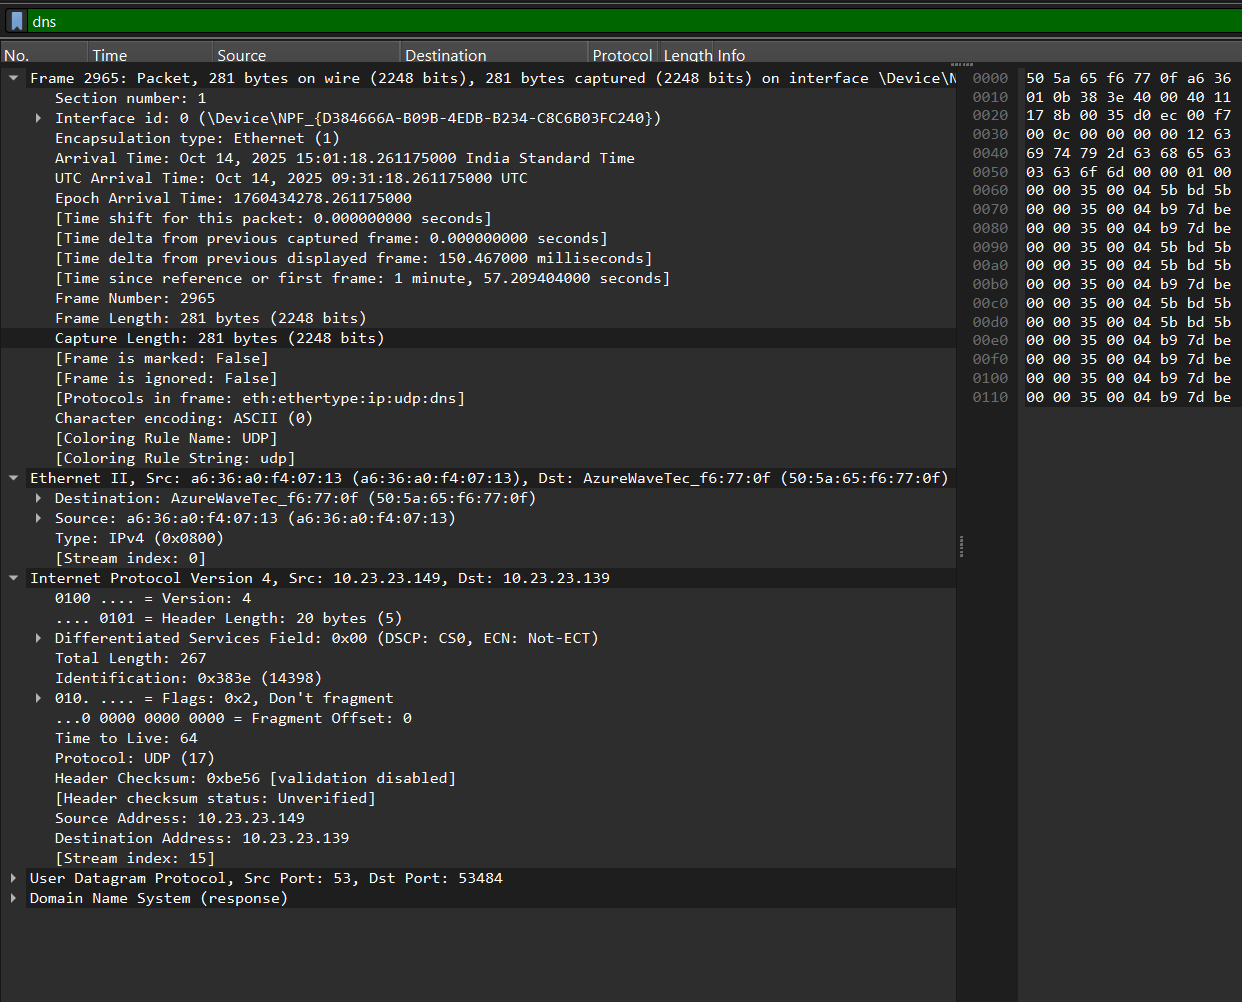 dns
No. Time Source Destination Protocol Length Info
Frame 2965: Packet, 281 bytes on wire (2248 bits), 281 bytes captured (2248 bits) on interface \Device\N
Section number: 1
Interface id: 0 (\Device\NPF_{D384666A-B09B-4EDB-B234-C8C6B03FC240})
Encapsulation type: Ethernet (1)
Arrival Time: Oct 14, 2025 15:01:18.261175000 India Standard Time
UTC Arrival Time: Oct 14, 2025 09:31:18.261175000 UTC
Epoch Arrival Time: 1760434278.261175000
[Time shift for this packet: 0.000000000 seconds]
[Time delta from previous captured frame: 0.000000000 seconds]
[Time delta from previous displayed frame: 150.467000 milliseconds]
[Time since reference or first frame: 1 minute, 57.209404000 seconds]
Frame Number: 2965
Frame Length: 281 bytes (2248 bits)
Capture Length: 281 bytes (2248 bits)
[Frame is marked: False]
[Frame is ignored: False]
[Protocols in frame: eth:ethertype:ip:udp:dns]
Character encoding: ASCII (0)
[Coloring Rule Name: UDP]
[Coloring Rule String: udp]
Ethernet II, Src: a6:36:a0:f4:07:13 (a6:36:a0:f4:07:13), Dst: AzureWaveTec_f6:77:0f (50:5a:65:f6:77:0f)
Destination: AzureWaveTec_f6:77:0f (50:5a:65:f6:77:0f)
Source: a6:36:a0:f4:07:13 (a6:36:a0:f4:07:13)
Type: IPv4 (0x0800)
[Stream index: 0]
Internet Protocol Version 4, Src: 10.23.23.149, Dst: 10.23.23.139
0100 .... = Version: 4
.... 0101 = Header Length: 20 bytes (5)
Differentiated Services Field: 0x00 (DSCP: CS0, ECN: Not-ECT)
Total Length: 267
Identification: 0x383e (14398)
010. .... = Flags: 0x2, Don't fragment
...0 0000 0000 0000 = Fragment Offset: 0
Time to Live: 64
Protocol: UDP (17)
Header Checksum: 0xbe56 [validation disabled]
[Header checksum status: Unverified]
Source Address: 10.23.23.149
Destination Address: 10.23.23.139
[Stream index: 15]
User Datagram Protocol, Src Port: 53, Dst Port: 53484
Domain Name System (response)
0000 50 5a 65 f6 77 0f a6 36
0010 01 0b 38 3e 40 00 40 11
0020 17 8b 00 35 d0 ec 00 f7
0030 00 0c 00 00 00 00 12 63
0040 69 74 79 2d 63 68 65 63
0050 03 63 6f 6d 00 00 01 00
0060 00 00 35 00 04 5b bd 5b
0070 00 00 35 00 04 b9 7d be
0080 00 00 35 00 04 b9 7d be
0090 00 00 35 00 04 5b bd 5b
00a0 00 00 35 00 04 5b bd 5b
00b0 00 00 35 00 04 b9 7d be
00c0 00 00 35 00 04 5b bd 5b
00d0 00 00 35 00 04 5b bd 5b
00e0 00 00 35 00 04 b9 7d be
00f0 00 00 35 00 04 b9 7d be
0100 00 00 35 00 04 b9 7d be
0110 00 00 35 00 04 b9 7d be